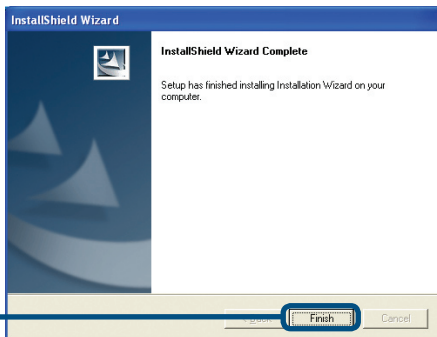 InstallShield Wizard
InstallShield Wizard Complete
Setup has finished installing Installation Wizard on your
computer.
Finish
Cancel